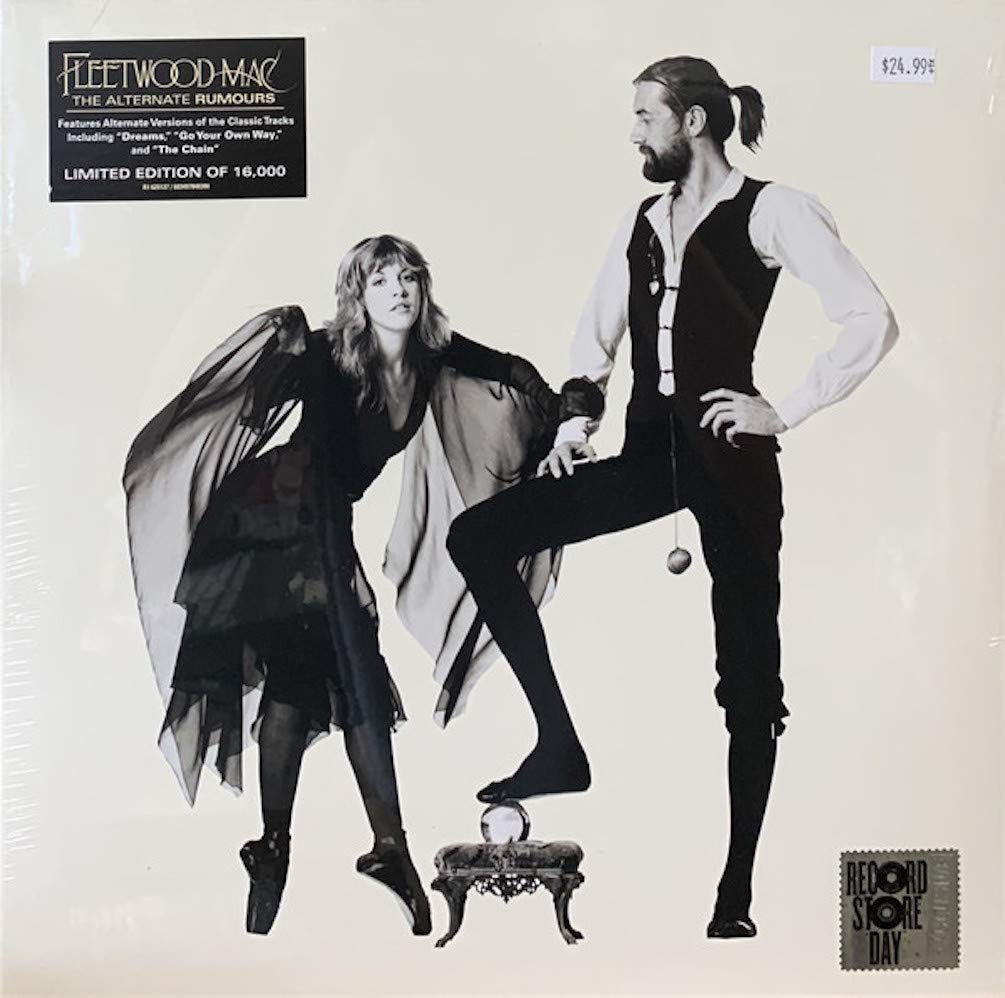 FLEETWOOD MAC
THE ALTERNATE RUMOURS
Features Alternate Versions of the Classic Tracks
Including "Dreams," "Go Your Own Way,"
and "The Chain"
LIMITED EDITION OF 16,000
$24.99
RECORD
STORE
DAY